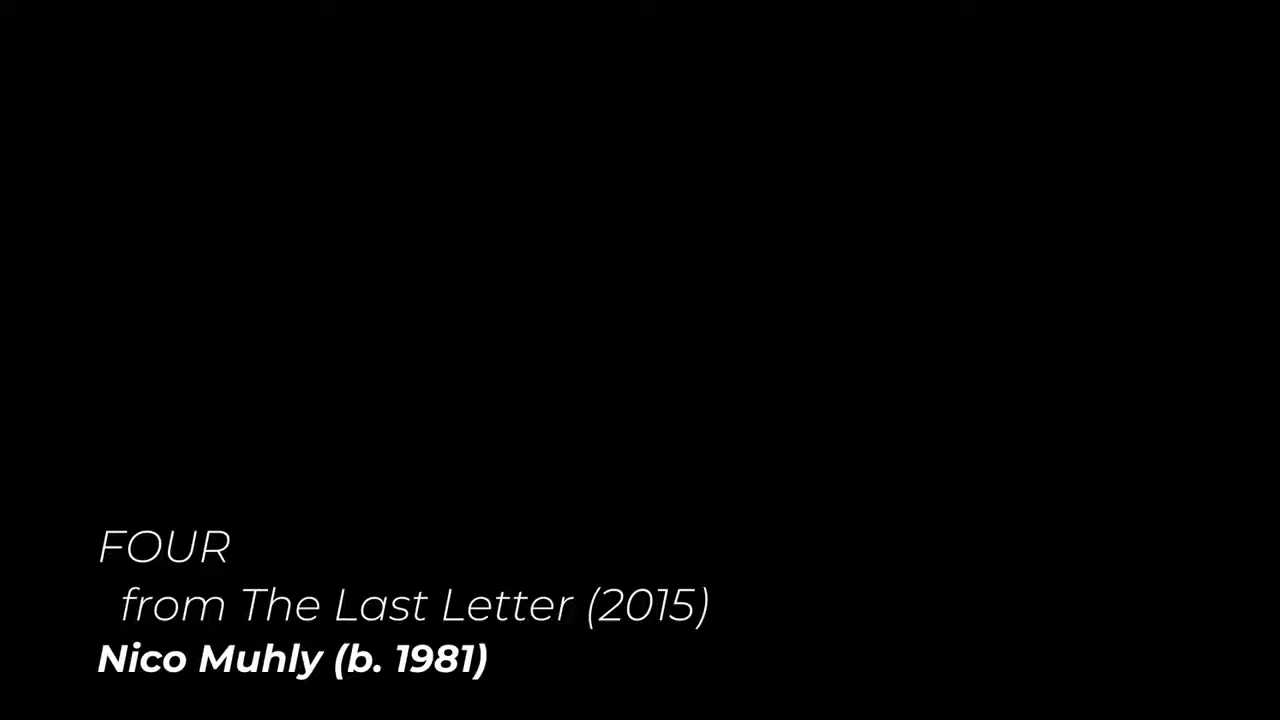 FOUR
from The Last Letter (2015)
Nico Muhly (b. 1981)